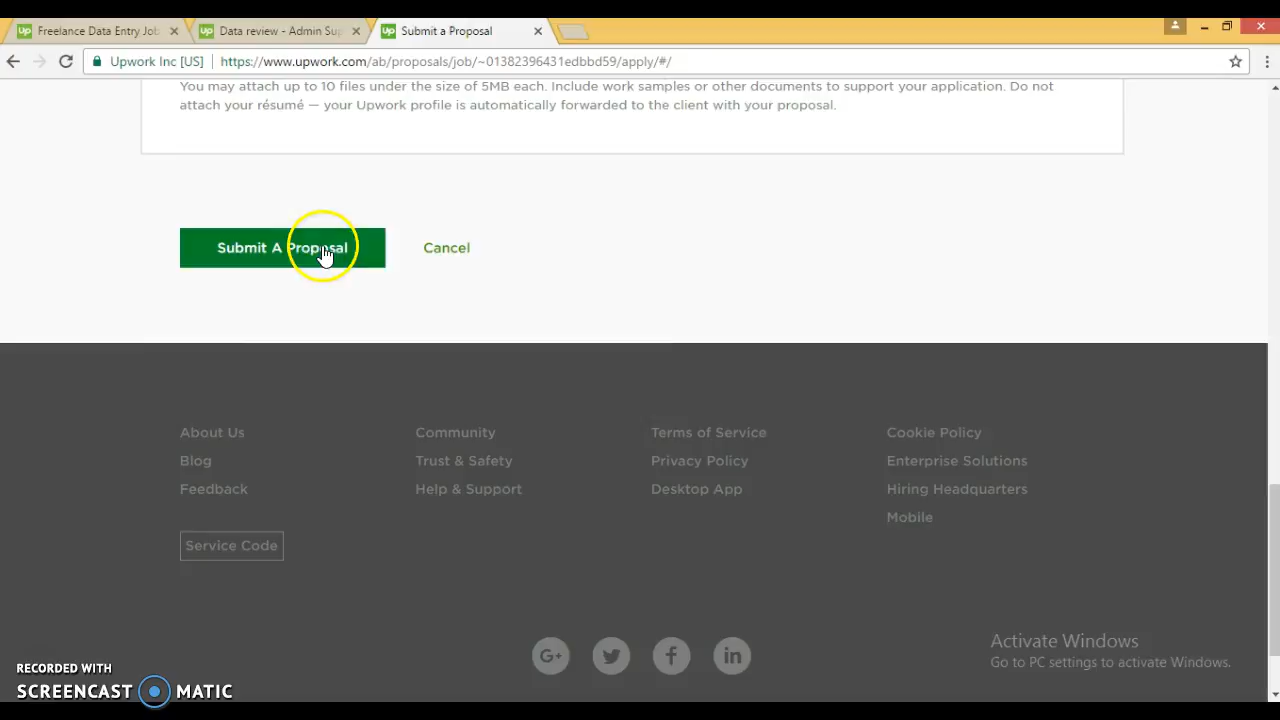 Up Freelance Data Entry Job
Up Data review - Admin Sup
Up Submit a Proposal
Upwork Inc [US] https://www.upwork.com/ab/proposals/job/~01382396431edbbd59/apply/#/
You may attach up to 10 files under the size of 5MB each. Include work samples or other documents to support your application. Do not
attach your résumé — your Upwork profile is automatically forwarded to the client with your proposal.
Submit A Proposal
Cancel
About Us
Community
Terms of Service
Cookie Policy
Blog
Trust & Safety
Privacy Policy
Enterprise Solutions
Feedback
Help & Support
Desktop App
Hiring Headquarters
Mobile
Service Code
G+
f
in
Activate Windows
Go to PC settings to activate Windows.
RECORDED WITH
SCREENCAST MATIC